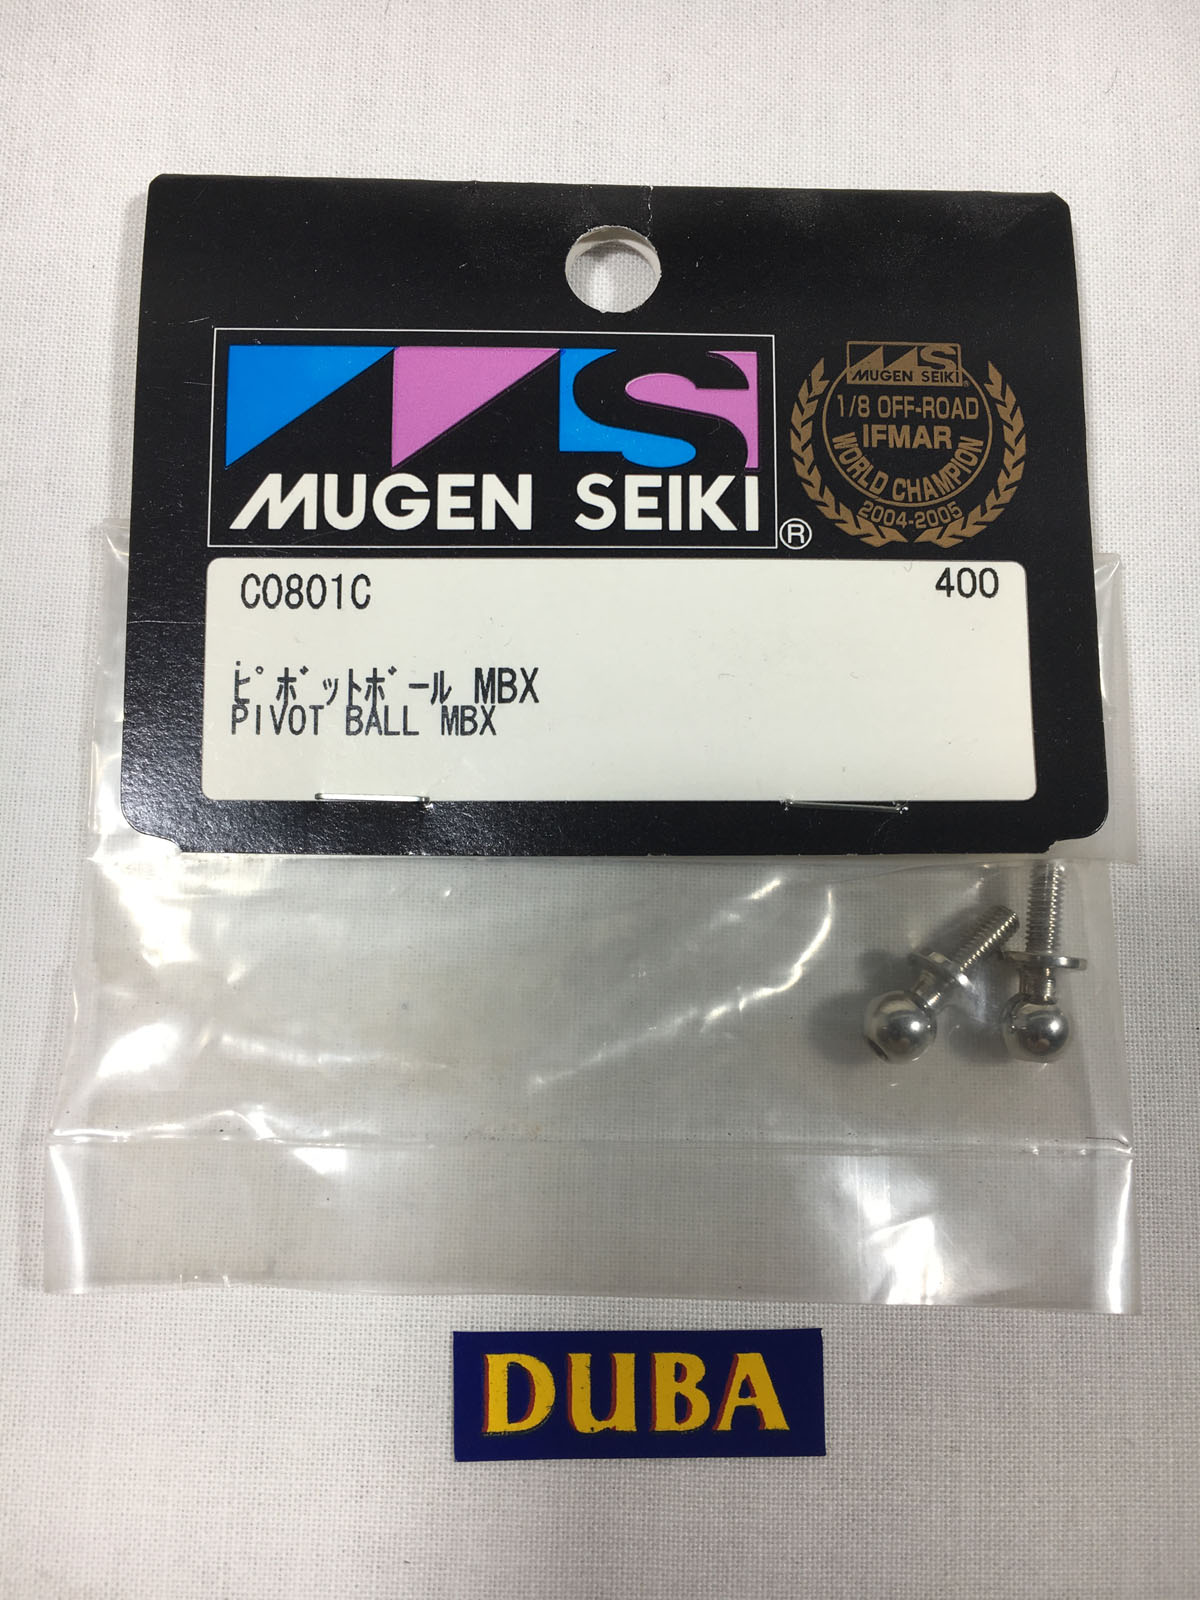 MUGEN SEIKI
®
MUGEN SEIKI
1/8 OFF-ROAD
IFMAR
WORLD CHAMPION
2004-2005
C0801C
400
ピボットボール MBX
PIVOT BALL MBX
DUBA